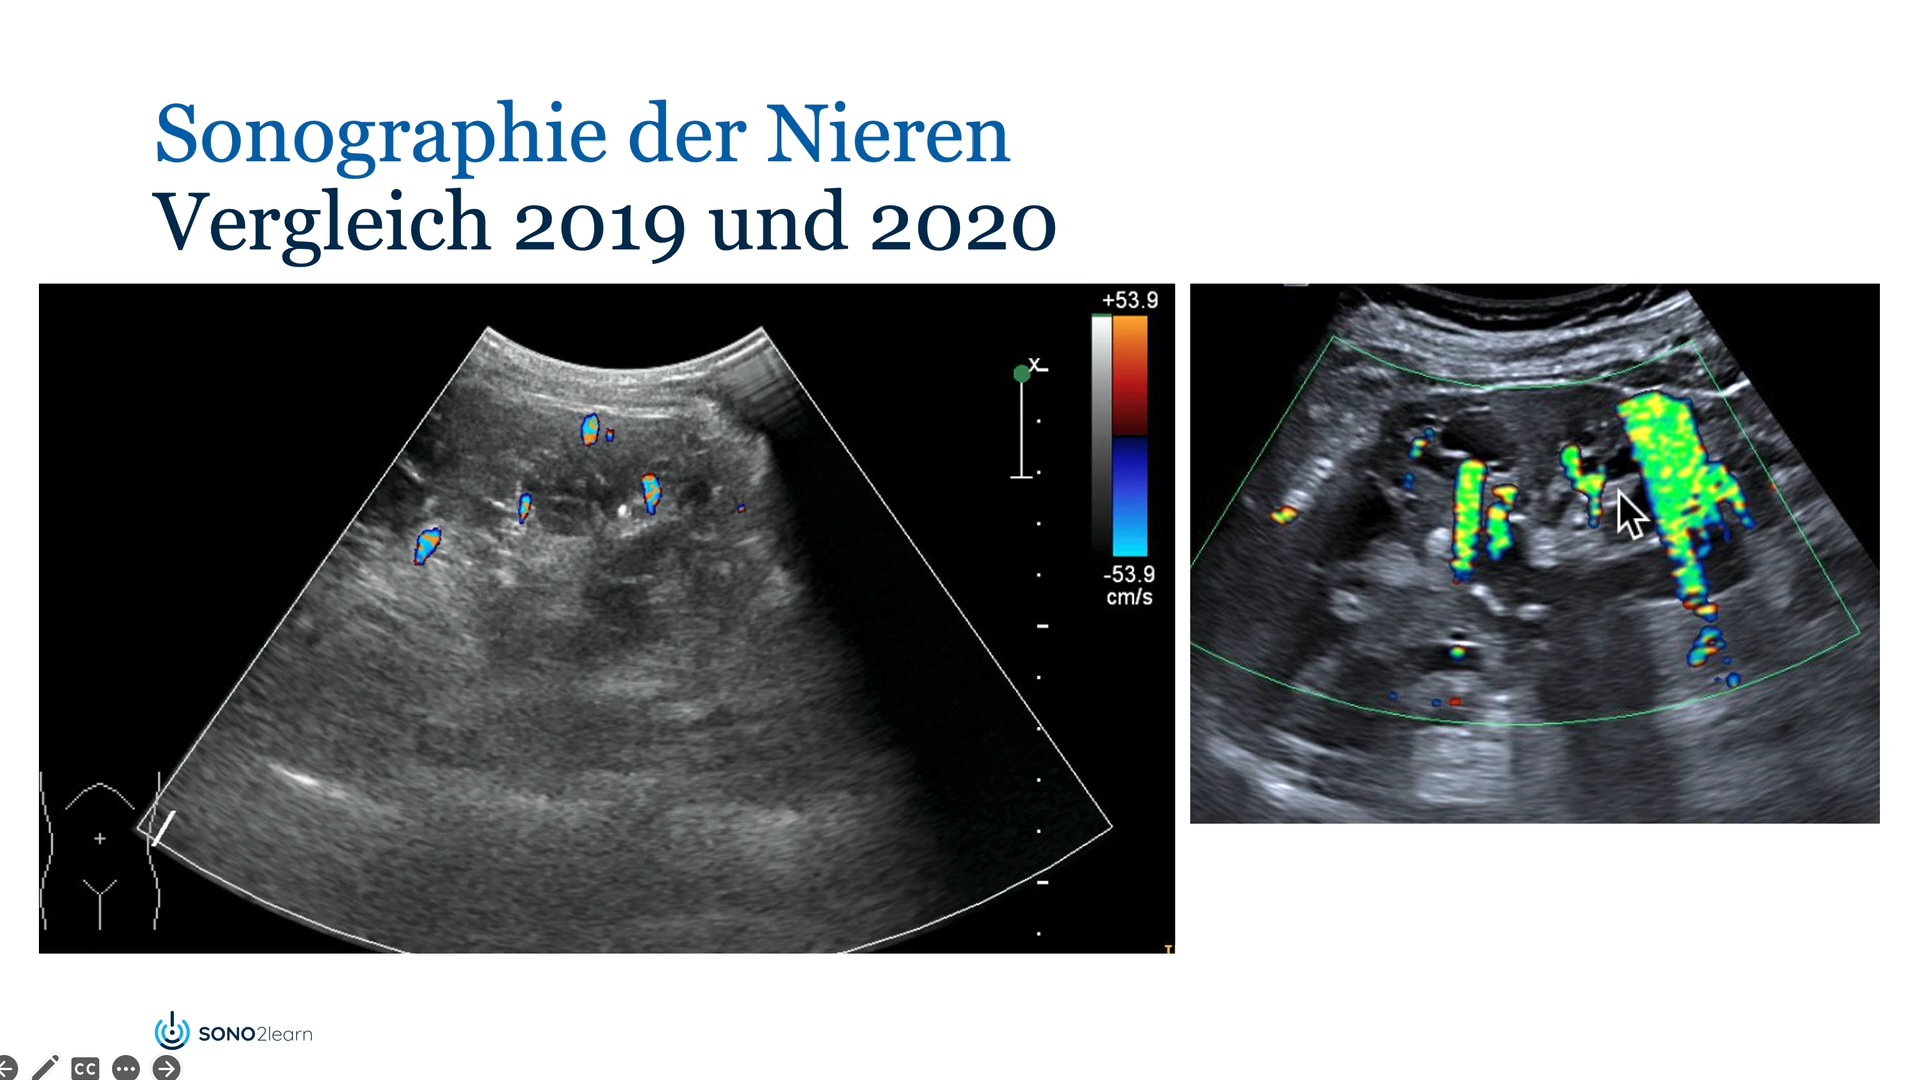 Sonographie der Nieren
Vergleich 2019 und 2020
+53.9
X
-53.9
cm/s
T
SONO2learn
CC